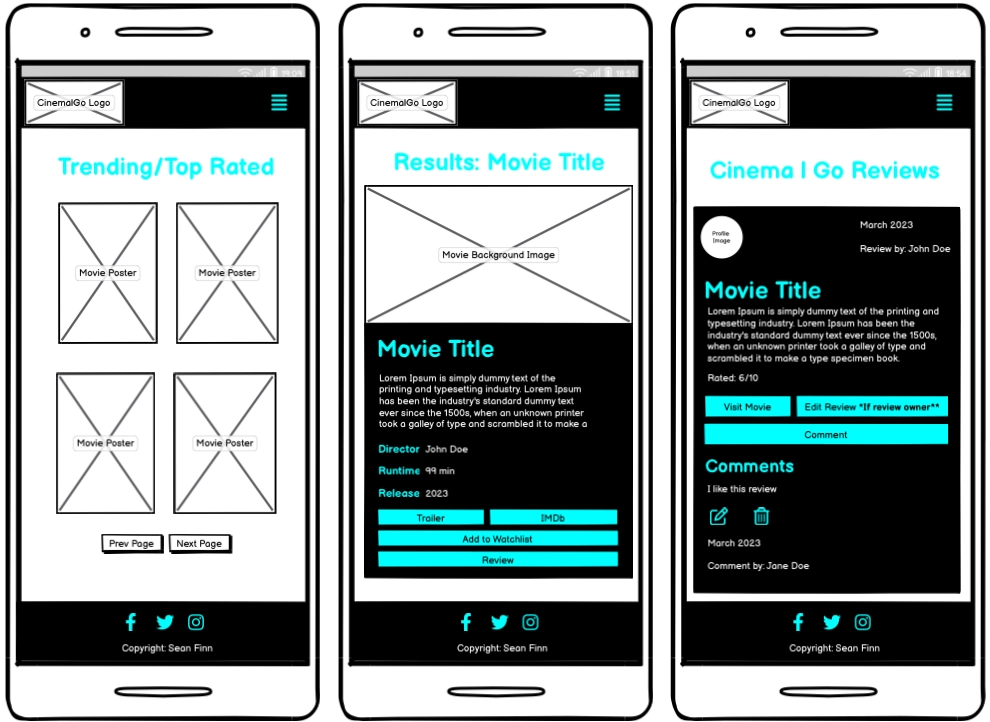 19:09
CinemaIGo Logo
Trending/Top Rated
Movie Poster
Movie Poster
Movie Poster
Movie Poster
Prev Page
Next Page
Copyright: Sean Finn
CinemaIGo Logo
Results: Movie Title
Movie Background Image
Movie Title
Lorem Ipsum is simply dummy text of the
printing and typesetting industry. Lorem Ipsum
has been the industry's standard dummy text
ever since the 1500s, when an unknown printer
took a galley of type and scrambled it to make a
Director John Doe
Runtime 99 min
Release 2023
Trailer
IMDb
Add to Watchlist
Review
Copyright: Sean Finn
18:54
CinemaIGo Logo
Cinema I Go Reviews
Profile
Image
March 2023
Review by: John Doe
Movie Title
Lorem Ipsum is simply dummy text of the printing and
typesetting industry. Lorem Ipsum has been the
industry's standard dummy text ever since the 1500s,
when an unknown printer took a galley of type and
scrambled it to make a type specimen book.
Rated: 6/10
Visit Movie
Edit Review *If review owner**
Comment
Comments
I like this review
March 2023
Comment by: Jane Doe
Copyright: Sean Finn